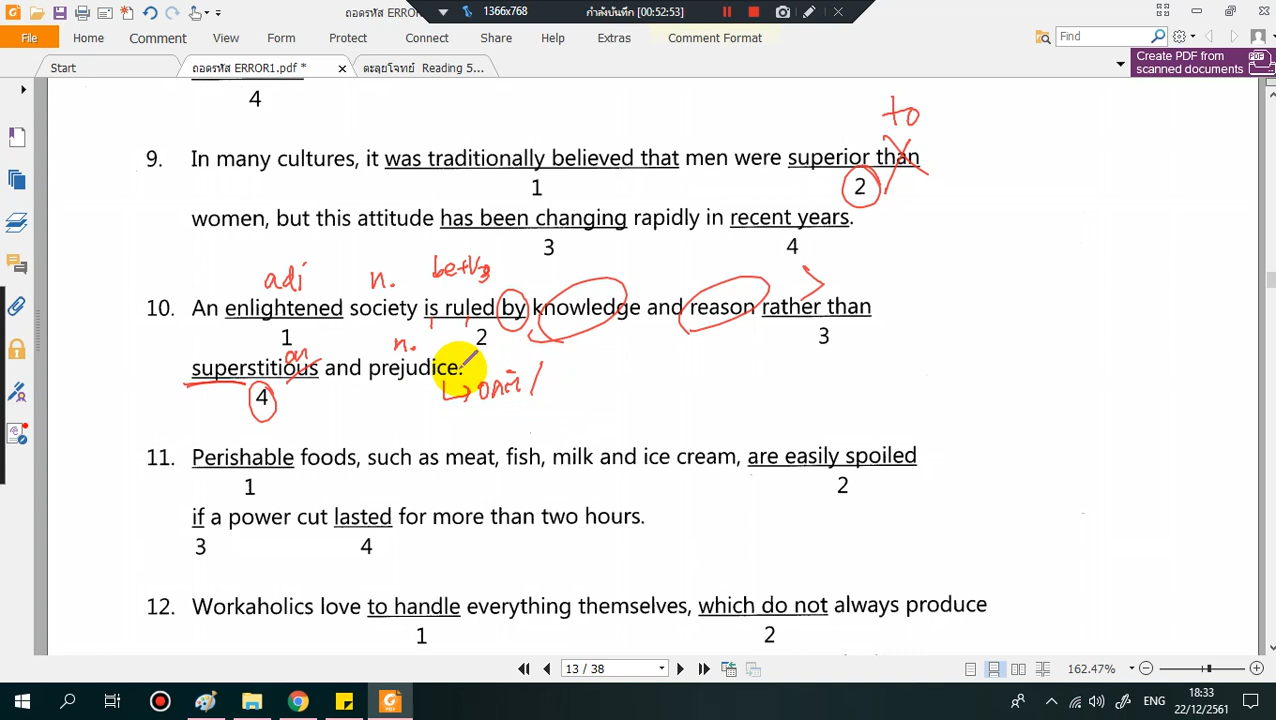 1366x768
กำลังบันทึก [00:52:53]
ถอดรหัส ERROR
File Home Comment View Form Protect Connect Share Help Extras Comment Format
Find
Create PDF from
scanned documents
Start ถอดรหัส ERROR1.pdf * ตะลุยโจทย์ Reading 5...
4
to
9. In many cultures, it was traditionally believed that men were superior than
1 2
women, but this attitude has been changing rapidly in recent years.
3 4
adj n. be+V3 >
10. An enlightened society is ruled by knowledge and reason rather than
1 2 3
on n.
superstitious and prejudice.
4 อคติ /
11. Perishable foods, such as meat, fish, milk and ice cream, are easily spoiled
1 2
if a power cut lasted for more than two hours.
3 4
12. Workaholics love to handle everything themselves, which do not always produce
1 2
13 / 38 162.47%
ENG 18:33
22/12/2561